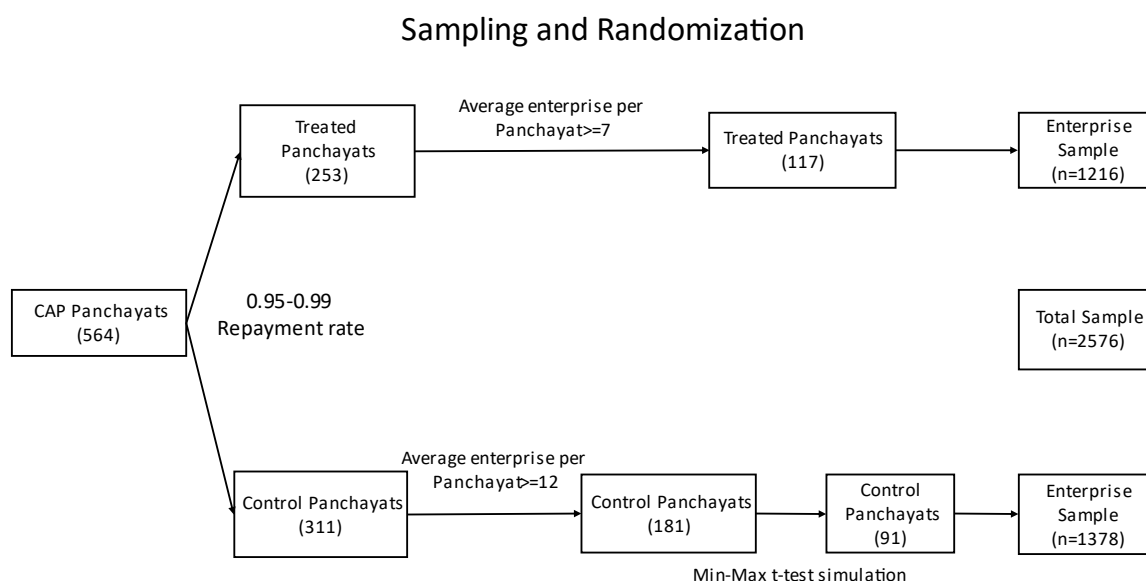 Sampling and Randomization
Treated
Panchayats
(253)
Average enterprise per
Panchayat>=7
Treated Panchayats
(117)
Enterprise
Sample
(n=1216)
CAP Panchayats
(564)
0.95-0.99
Repayment rate
Total Sample
(n=2576)
Control Panchayats
(311)
Average enterprise per
Panchayat>=12
Control Panchayats
(181)
Control
Panchayats
(91)
Enterprise
Sample
(n=1378)
Min-Max t-test simulation